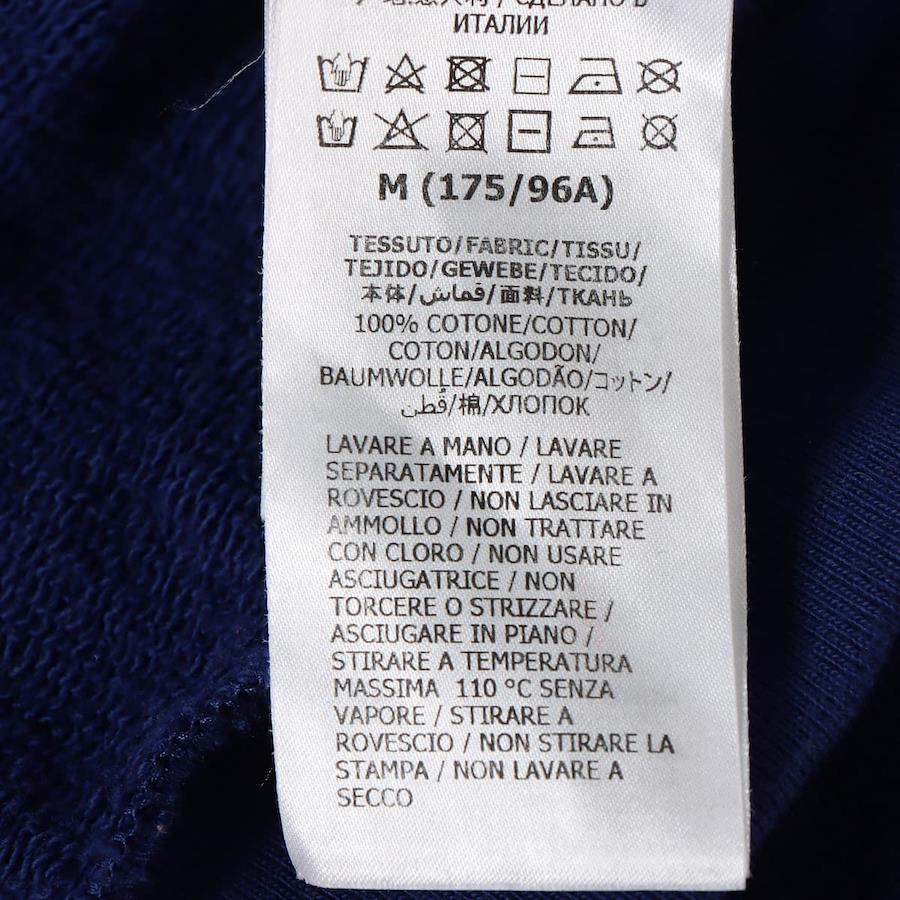 / СДЕЛАНО В
ИТАЛИИ
M (175/96A)
TESSUTO/FABRIC/TISSU/
TEJIDO/GEWEBE/TECIDO/
本体/قماش/面料/ТКАНЬ
100% COTONE/COTTON/
COTON/ALGODON/
BAUMWOLLE/ALGODÃO/コットン/
قُطن/棉/ХЛОПОК
LAVARE A MANO / LAVARE
SEPARATAMENTE / LAVARE A
ROVESCIO / NON LASCIARE IN
AMMOLLO / NON TRATTARE
CON CLORO / NON USARE
ASCIUGATRICE / NON
TORCERE O STRIZZARE /
ASCIUGARE IN PIANO /
STIRARE A TEMPERATURA
MASSIMA 110 °C SENZA
VAPORE / STIRARE A
ROVESCIO / NON STIRARE LA
STAMPA / NON LAVARE A
SECCO